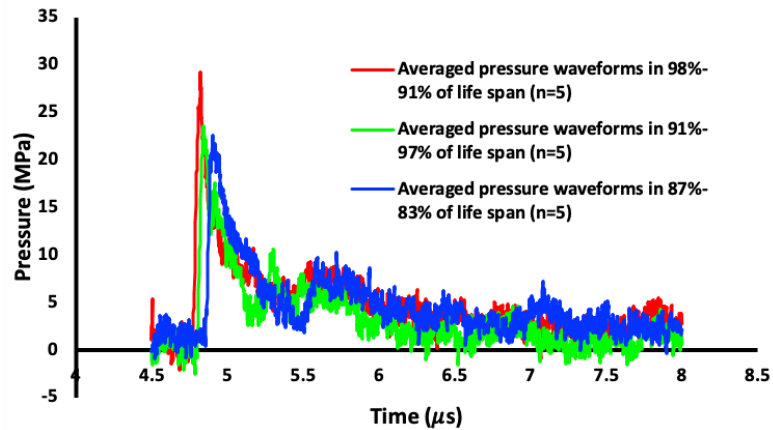 35
30
25
20
15
10
5
0
-5
Pressure (MPa)
Averaged pressure waveforms in 98%-
91% of life span (n=5)
Averaged pressure waveforms in 91%-
97% of life span (n=5)
Averaged pressure waveforms in 87%-
83% of life span (n=5)
4 4.5 5 5.5 6 6.5 7 7.5 8 8.5
Time (μs)